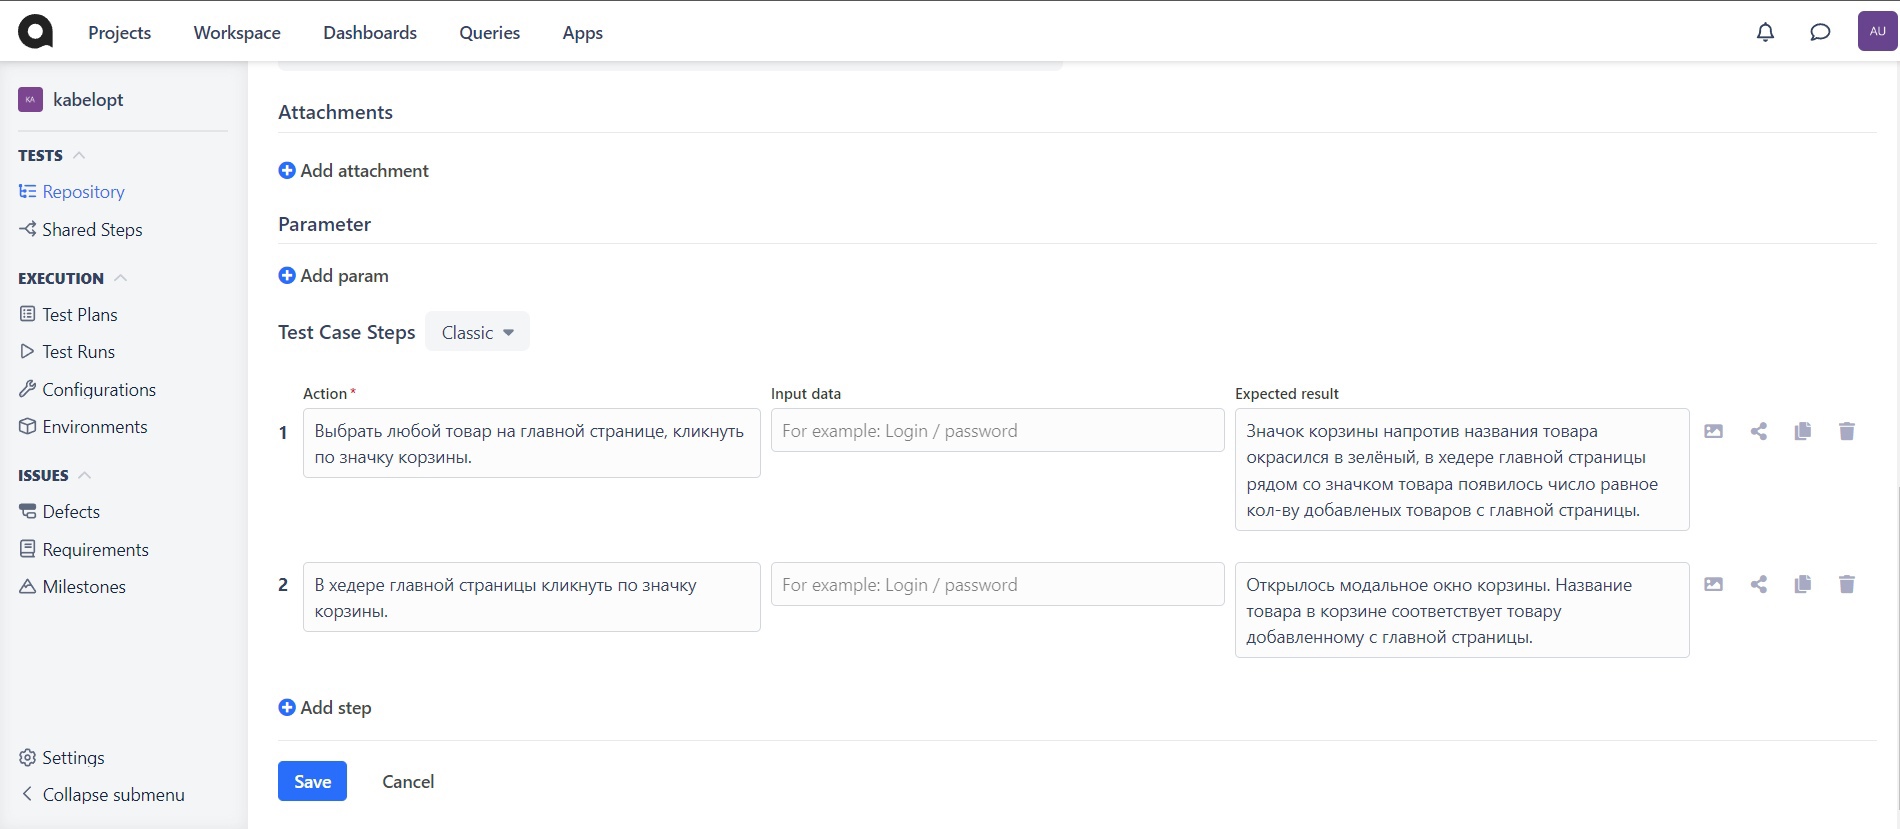 Projects
Workspace
Dashboards
Queries
Apps
AU
KA
kabelopt
TESTS
Repository
Shared Steps
EXECUTION
Test Plans
Test Runs
Configurations
Environments
ISSUES
Defects
Requirements
Milestones
Settings
Collapse submenu
Attachments
Add attachment
Parameter
Add param
Test Case Steps
Classic
Action*
Input data
Expected result
1
Выбрать любой товар на главной странице, кликнуть
по значку корзины.
For example: Login / password
Значок корзины напротив названия товара
окрасился в зелёный, в хедере главной страницы
рядом со значком товара появилось число равное
кол-ву добавленых товаров с главной страницы.
2
В хедере главной страницы кликнуть по значку
корзины.
For example: Login / password
Открылось модальное окно корзины. Название
товара в корзине соответствует товару
добавленному с главной страницы.
Add step
Save
Cancel